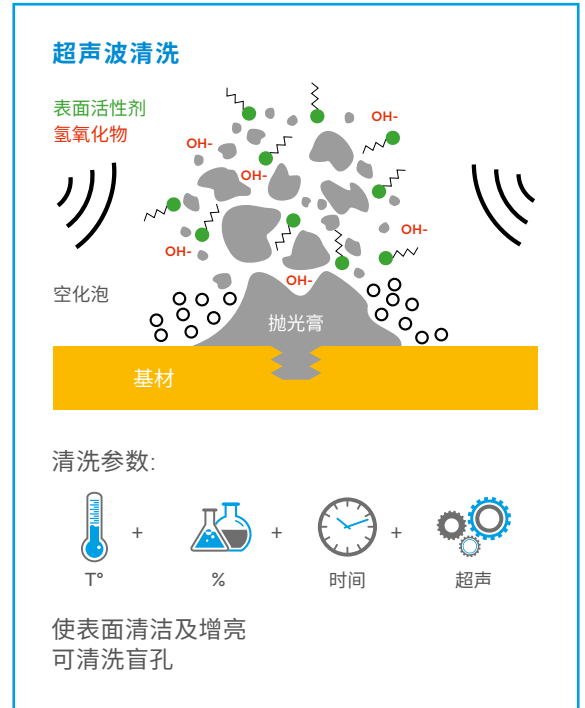 超声波清洗
表面活性剂
氢氧化物
OH-
OH-
OH-
OH-
OH-
OH-
空化泡
抛光膏
基材
清洗参数:
+ + +
T° % 时间 超声
使表面清洁及增亮
可清洗盲孔